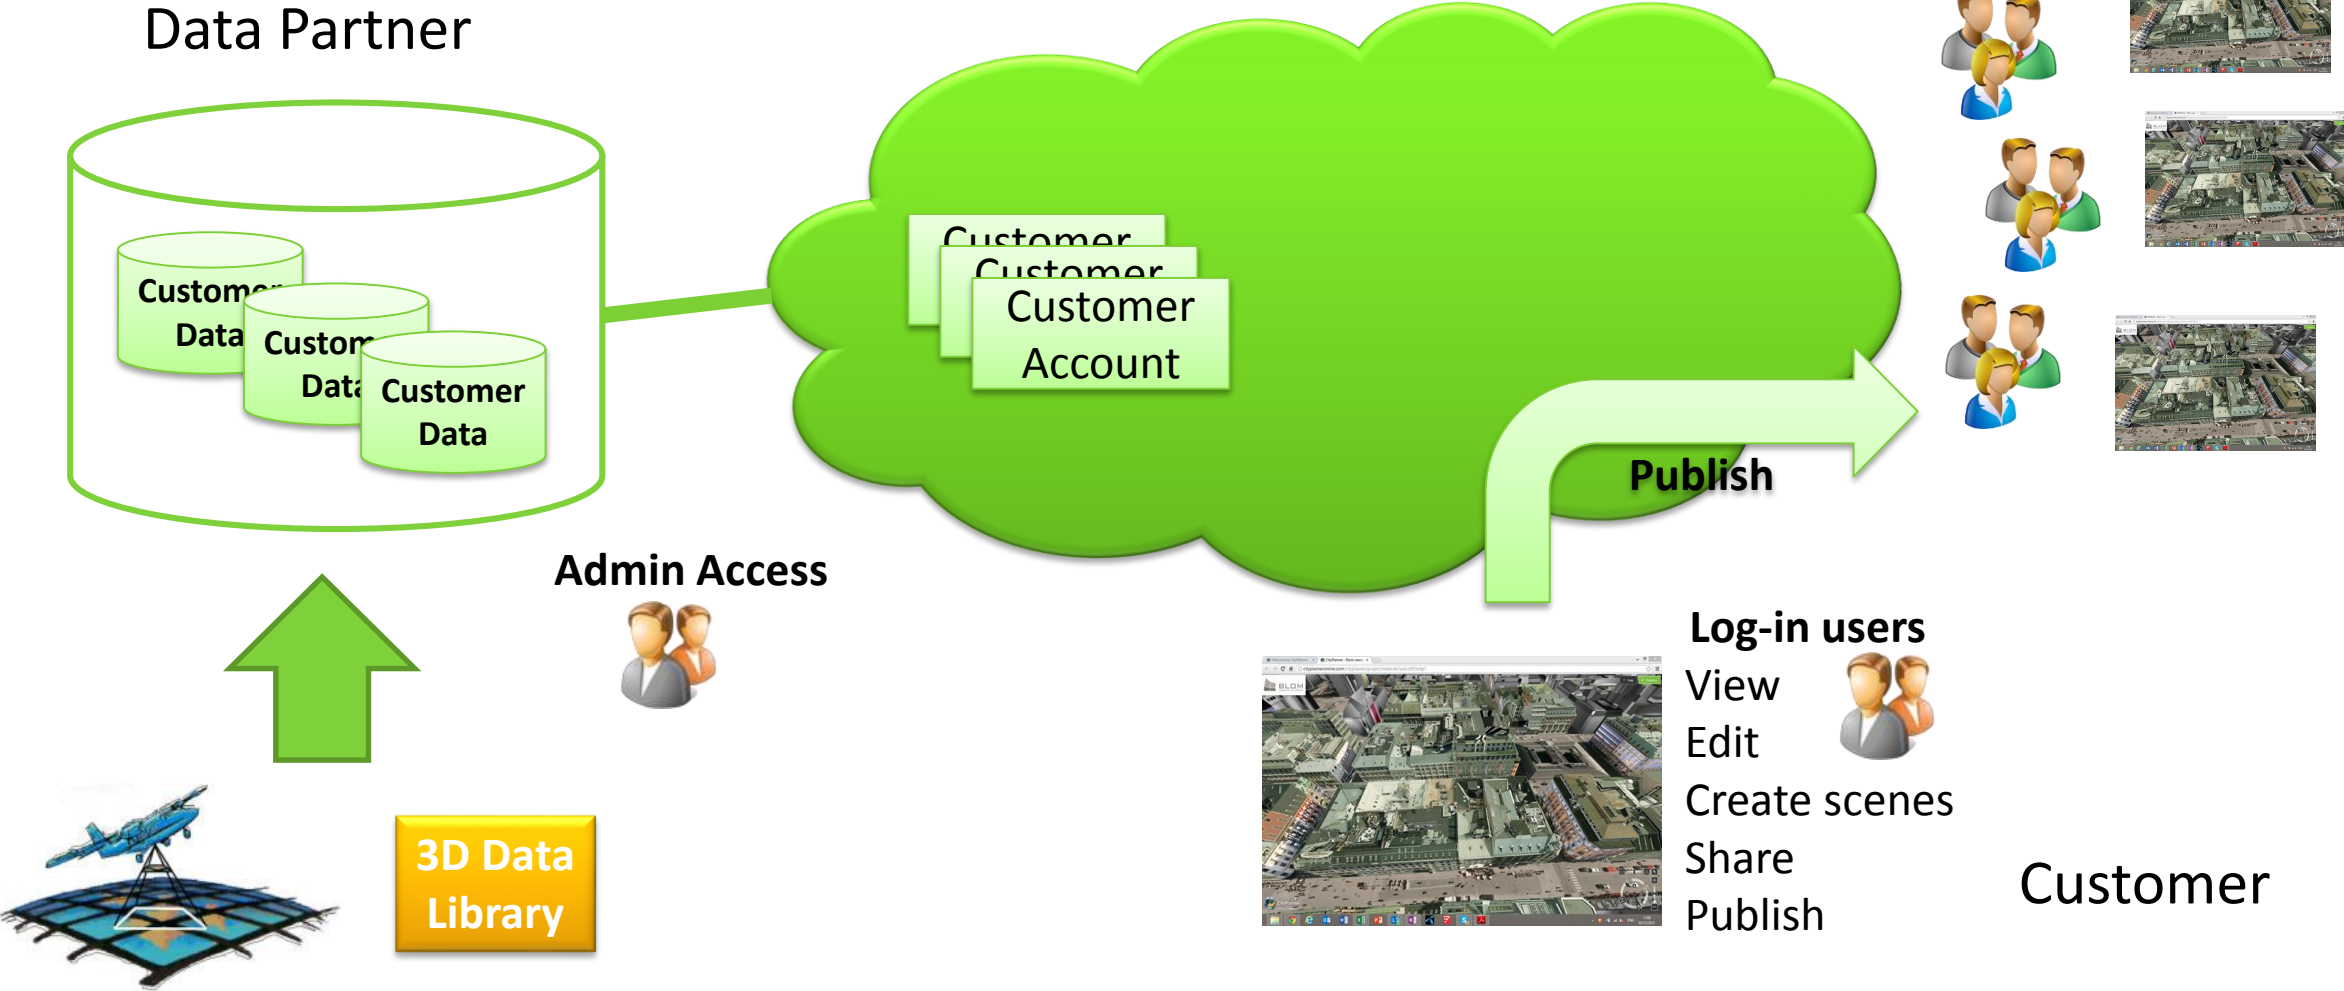 Data Partner
Customer
Data
Custom
Data
Customer
Data
Customer
Customer
Customer
Account
Publish
Admin Access
3D Data
Library
BLOM
Log-in users
View
Edit
Create scenes
Share
Publish
Customer